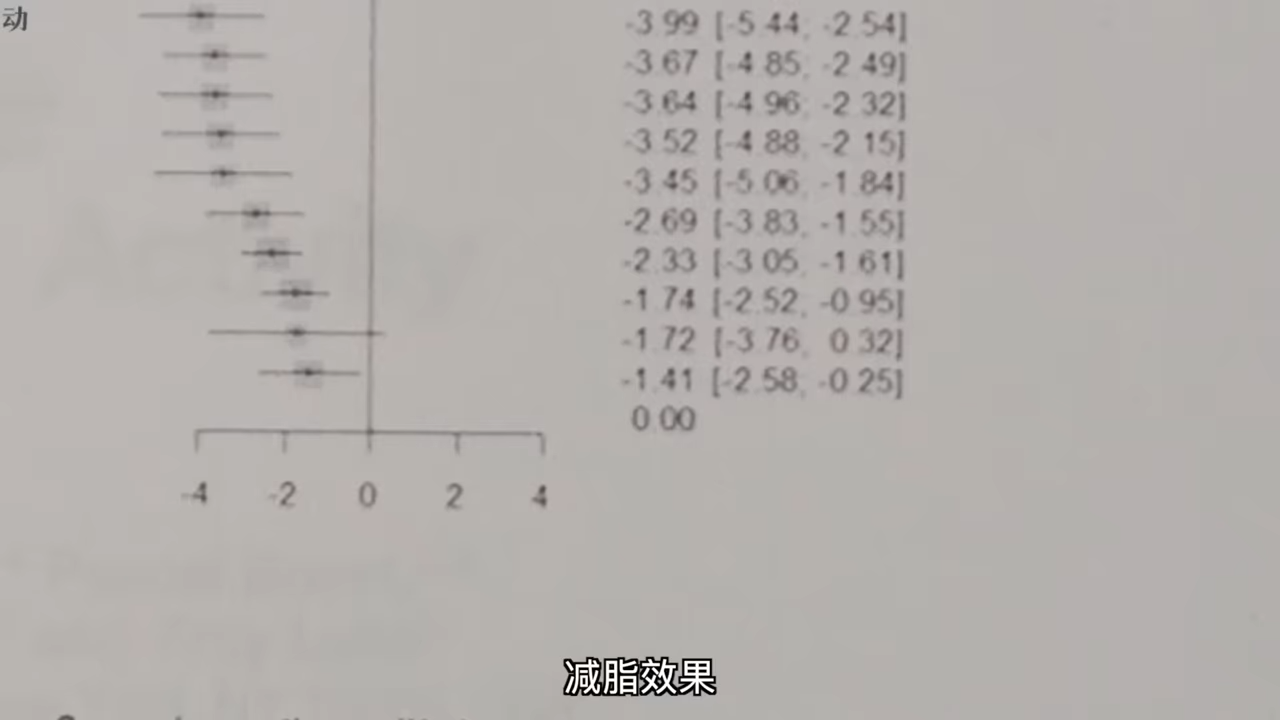 动
-3.99 [-5.44; -2.54]
-3.67 [-4.85; -2.49]
-3.64 [-4.96; -2.32]
-3.52 [-4.88; -2.15]
-3.45 [-5.06; -1.84]
-2.69 [-3.83; -1.55]
-2.33 [-3.05; -1.61]
-1.74 [-2.52; -0.95]
-1.72 [-3.76; 0.32]
-1.41 [-2.58; -0.25]
0.00
-4 -2 0 2 4
减脂效果